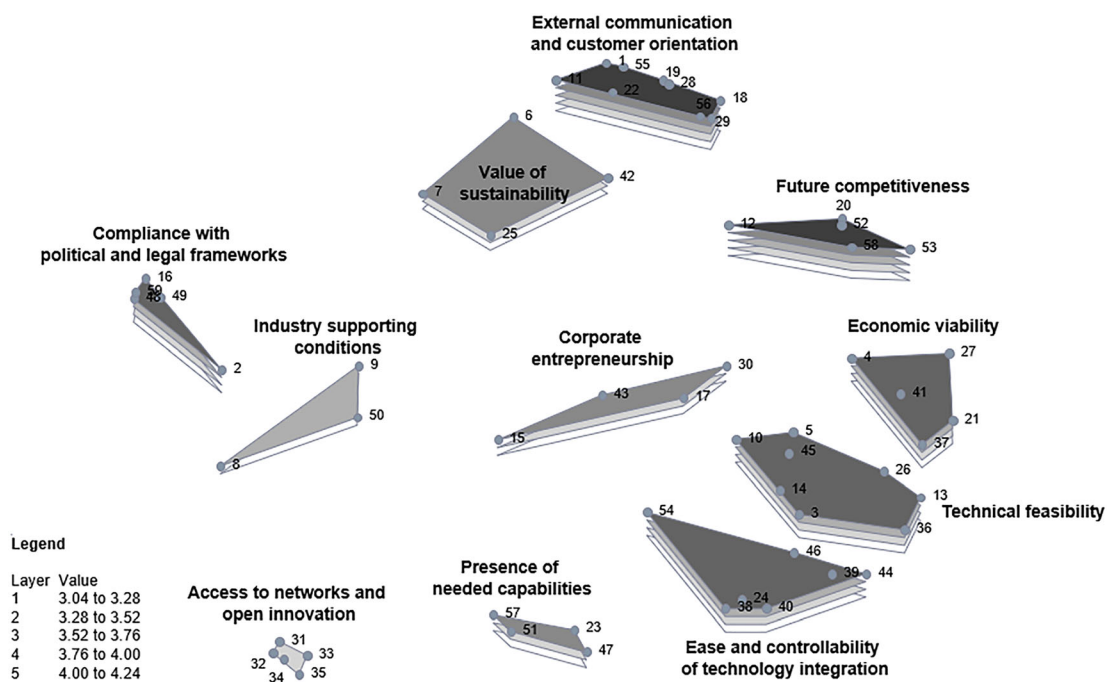 External communication
and customer orientation
1
55
19
28
11
22
18
56
29
6
Value of
sustainability
42
7
25
Future competitiveness
20
12
52
58
53
Compliance with
political and legal frameworks
16
59
48
49
2
Industry supporting
conditions
9
50
8
Corporate
entrepreneurship
30
43
17
15
Economic viability
4
27
41
21
37
5
10
45
26
14
13
3
36
Technical feasibility
54
46
39
44
24
38
40
Ease and controllability
of technology integration
Presence of
needed capabilities
57
51
23
47
Access to networks and
open innovation
31
32
33
34
35
Legend
Layer Value
1 3.04 to 3.28
2 3.28 to 3.52
3 3.52 to 3.76
4 3.76 to 4.00
5 4.00 to 4.24